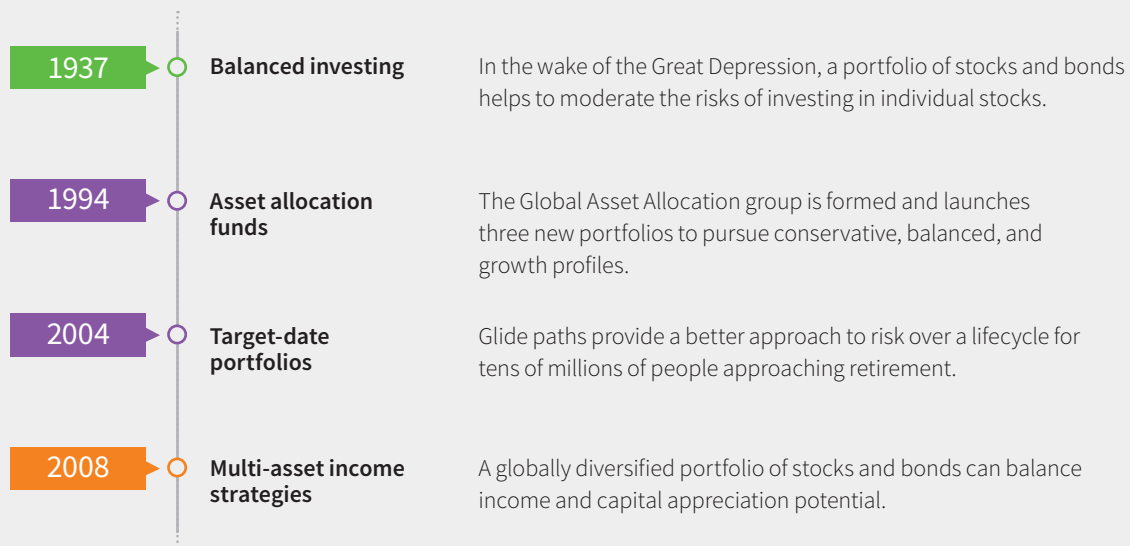 1937
Balanced investing
In the wake of the Great Depression, a portfolio of stocks and bonds
helps to moderate the risks of investing in individual stocks.
1994
Asset allocation
funds
The Global Asset Allocation group is formed and launches
three new portfolios to pursue conservative, balanced, and
growth profiles.
2004
Target-date
portfolios
Glide paths provide a better approach to risk over a lifecycle for
tens of millions of people approaching retirement.
2008
Multi-asset income
strategies
A globally diversified portfolio of stocks and bonds can balance
income and capital appreciation potential.